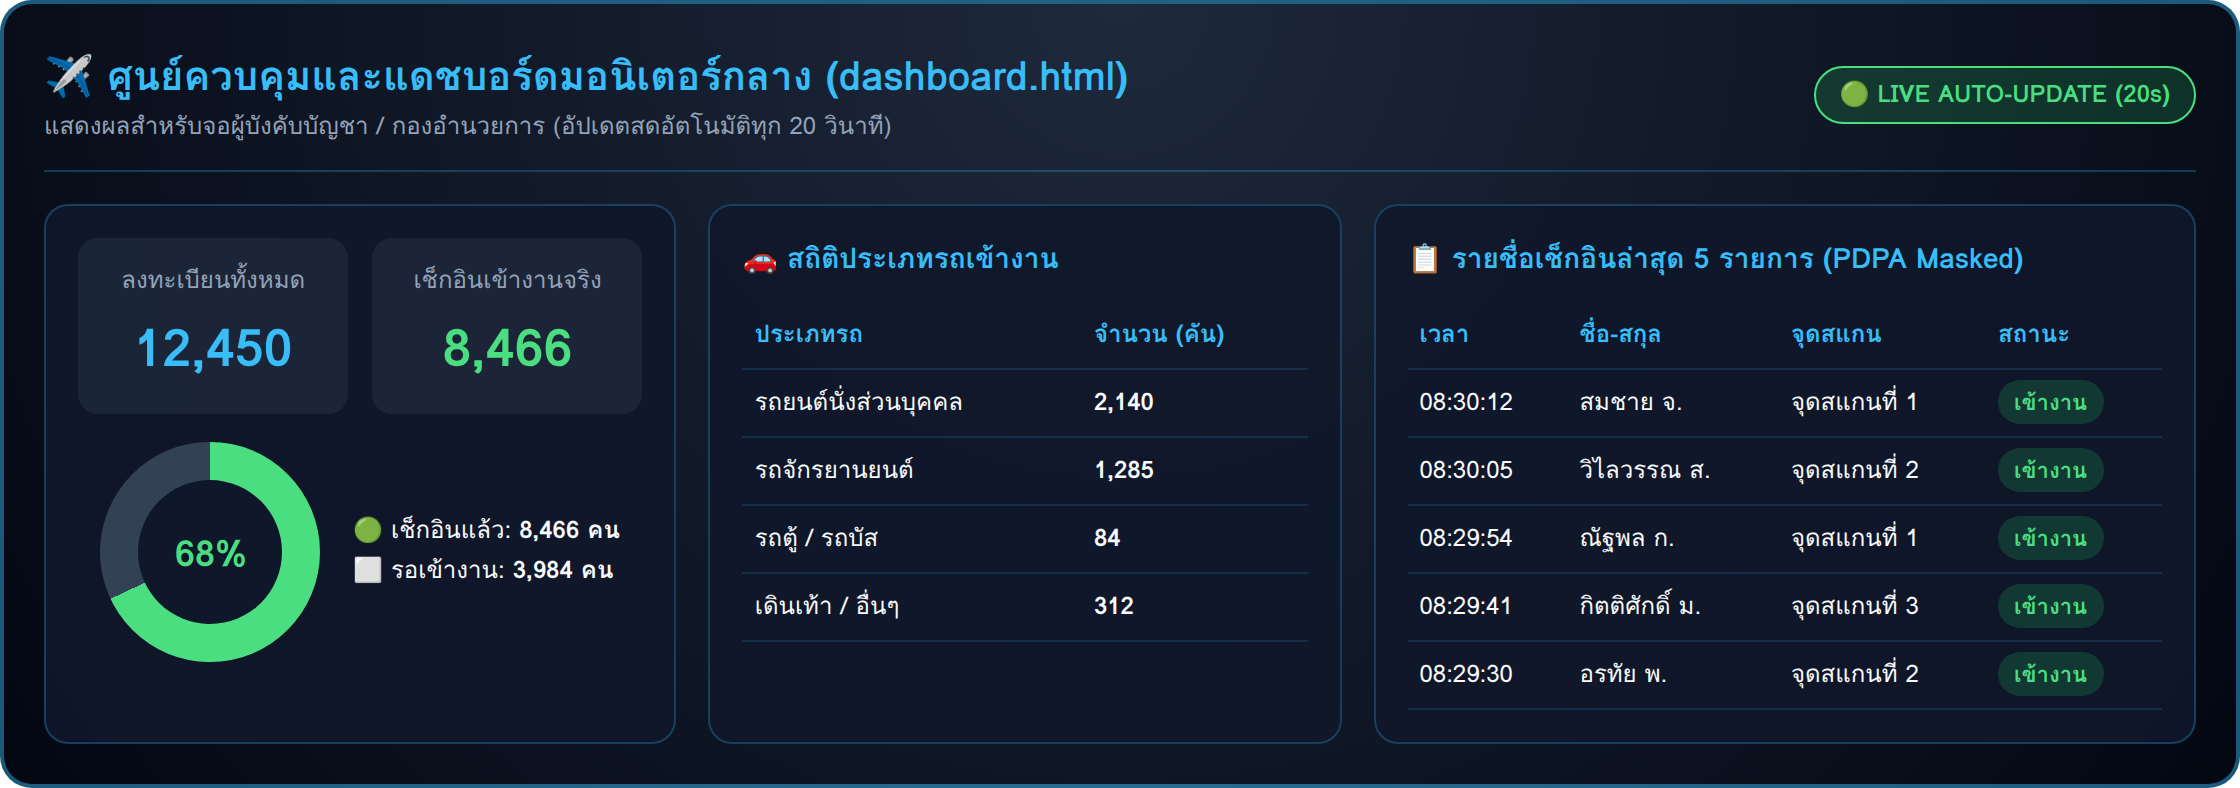 ✈️ ศูนย์ควบคุมและแดชบอร์ดมอนิเตอร์กลาง (dashboard.html)
แสดงผลสำหรับจอผู้บังคับบัญชา / กองอำนวยการ (อัปเดตสดอัตโนมัติทุก 20 วินาที)
🟢 LIVE AUTO-UPDATE (20s)
ลงทะเบียนทั้งหมด
12,450
เช็กอินเข้างานจริง
8,466
68%
🟢 เช็กอินแล้ว: 8,466 คน
⬜ รอเข้างาน: 3,984 คน
🚗 สถิติประเภทรถเข้างาน
ประเภทรถ จำนวน (คัน)
รถยนต์นั่งส่วนบุคคล 2,140
รถจักรยานยนต์ 1,285
รถตู้ / รถบัส 84
เดินเท้า / อื่นๆ 312
📋 รายชื่อเช็กอินล่าสุด 5 รายการ (PDPA Masked)
เวลา ชื่อ-สกุล จุดสแกน สถานะ
08:30:12 สมชาย จ. จุดสแกนที่ 1 เข้างาน
08:30:05 วิไลวรรณ ส. จุดสแกนที่ 2 เข้างาน
08:29:54 ณัฐพล ก. จุดสแกนที่ 1 เข้างาน
08:29:41 กิตติศักดิ์ ม. จุดสแกนที่ 3 เข้างาน
08:29:30 อรทัย พ. จุดสแกนที่ 2 เข้างาน